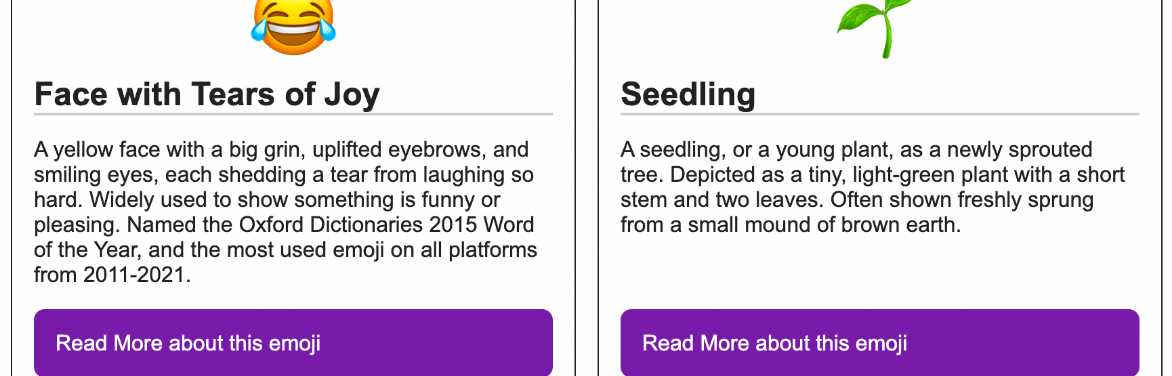 Face with Tears of Joy
A yellow face with a big grin, uplifted eyebrows, and
smiling eyes, each shedding a tear from laughing so
hard. Widely used to show something is funny or
pleasing. Named the Oxford Dictionaries 2015 Word
of the Year, and the most used emoji on all platforms
from 2011-2021.
Read More about this emoji
Seedling
A seedling, or a young plant, as a newly sprouted
tree. Depicted as a tiny, light-green plant with a short
stem and two leaves. Often shown freshly sprung
from a small mound of brown earth.
Read More about this emoji